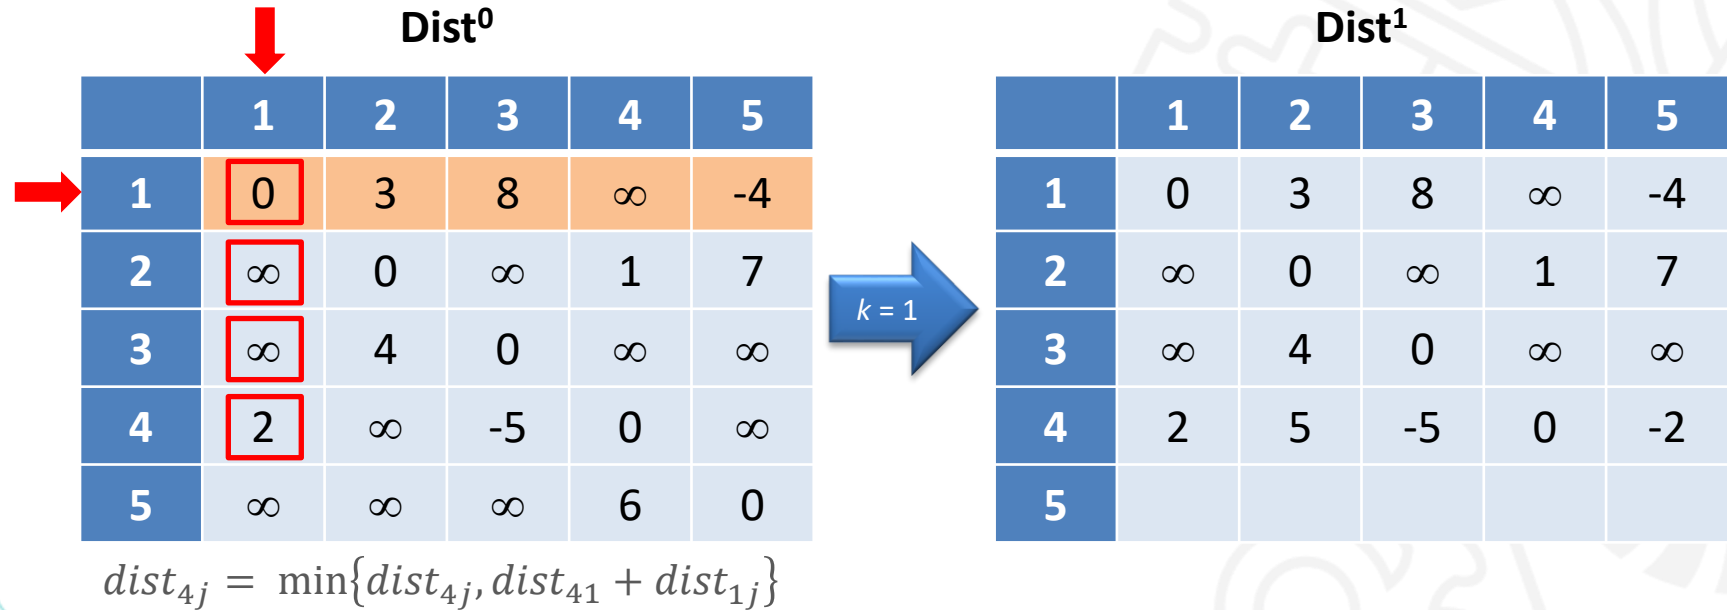 Dist⁰
1 2 3 4 5
1 0 3 8 ∞ -4
2 ∞ 0 ∞ 1 7
3 ∞ 4 0 ∞ ∞
4 2 ∞ -5 0 ∞
5 ∞ ∞ ∞ 6 0
dist₄ⱼ = min{dist₄ⱼ, dist₄₁ + dist₁ⱼ}
k = 1
Dist¹
1 2 3 4 5
1 0 3 8 ∞ -4
2 ∞ 0 ∞ 1 7
3 ∞ 4 0 ∞ ∞
4 2 5 -5 0 -2
5